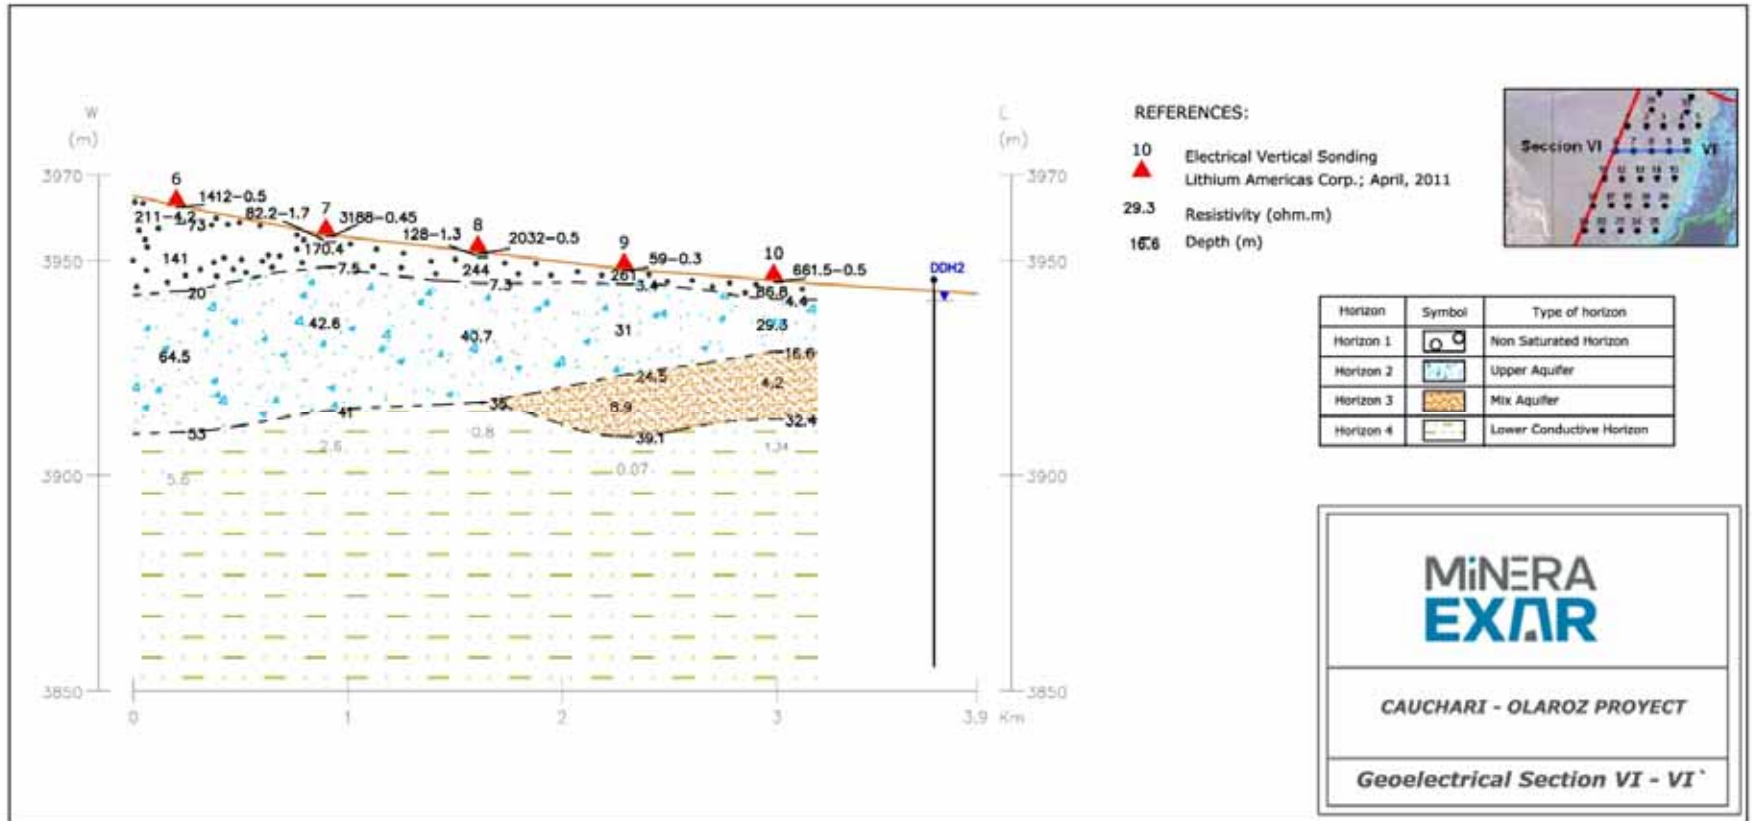 W
(m)
3970
3950
3900
3850
0
1
2
3
3.9 Km
(m)
3970
3950
3900
3850
6
1412-0.5
211-4.2
73
141
20
64.5
53
5.6
7
82.2-1.7
3188-0.45
170.4
7.5
42.6
41
2.6
8
128-1.3
2032-0.5
244
7.3
40.7
35
0.8
9
59-0.3
261
3.4
31
24.5
8.9
39.1
0.07
10
661.5-0.5
86.8
4.4
29.3
16.6
4.2
32.4
1.34
DDH2
REFERENCES:
10
Electrical Vertical Sonding
Lithium Americas Corp.; April, 2011
29.3 Resistivity (ohm.m)
16.6 Depth (m)
Seccion VI VI
Horizon Symbol Type of horizon
Horizon 1 Non Saturated Horizon
Horizon 2 Upper Aquifer
Horizon 3 Mix Aquifer
Horizon 4 Lower Conductive Horizon
MINERA
EXAR
CAUCHARI - OLAROZ PROYECT
Geoelectrical Section VI - VI`